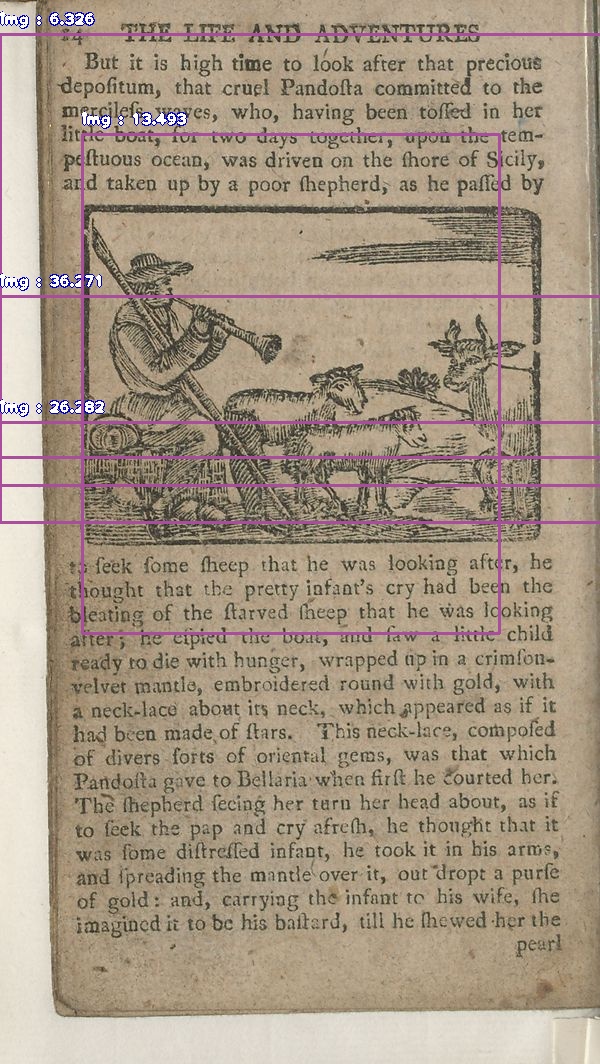 img : 6.326
24 THE LIFE AND ADVENTURES
But it is high time to look after that precious
depoſitum, that cruel Pandoſta committed to the
mercileſs waves, who, having been toſſed in her
little boat, for two days together, upon the tem-
peſtuous ocean, was driven on the ſhore of Sicily,
and taken up by a poor ſhepherd, as he paſſed by
img : 13.493
img : 36.271
img : 26.282
to ſeek ſome ſheep that he was looking after, he
thought that the pretty infant's cry had been the
bleating of the ſtarved ſheep that he was looking
after; he eſpied the boat, and ſaw a little child
ready to die with hunger, wrapped up in a crimſon-
velvet mantle, embroidered round with gold, with
a neck-lace about its neck, which appeared as if it
had been made of ſtars. This neck-lace, compoſed
of divers ſorts of oriental gems, was that which
Pandoſta gave to Bellaria when firſt he courted her.
The ſhepherd ſeeing her turn her head about, as if
to ſeek the pap and cry afreſh, he thought that it
was ſome diſtreſſed infant, he took it in his arms,
and ſpreading the mantle over it, out dropt a purſe
of gold: and, carrying the infant to his wife, ſhe
imagined it to be his baſtard, till he ſhewed her the
pearl